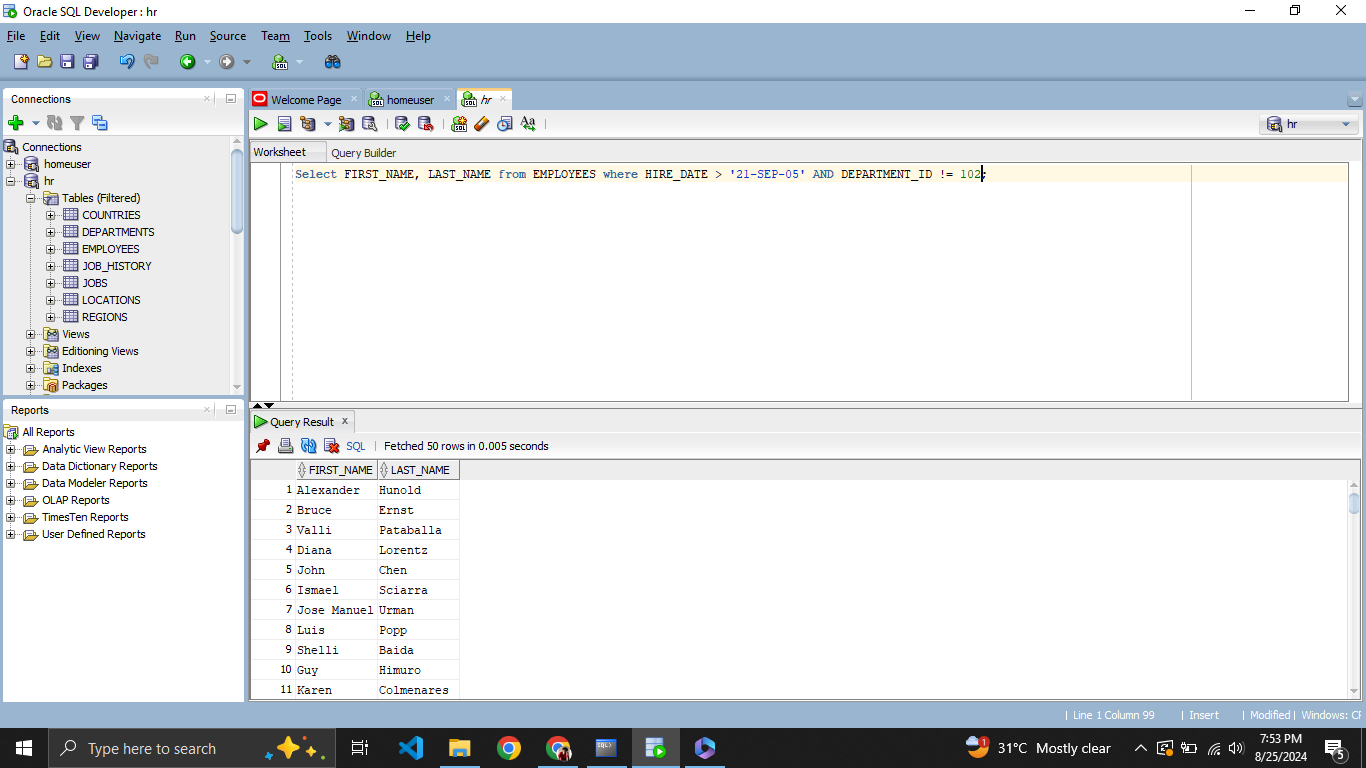 Oracle SQL Developer : hr
File Edit View Navigate Run Source Team Tools Window Help
Connections
Connections
homeuser
hr
Tables (Filtered)
COUNTRIES
DEPARTMENTS
EMPLOYEES
JOB_HISTORY
JOBS
LOCATIONS
REGIONS
Views
Editioning Views
Indexes
Packages
Reports
All Reports
Analytic View Reports
Data Dictionary Reports
Data Modeler Reports
OLAP Reports
TimesTen Reports
User Defined Reports
Welcome Page homeuser hr
hr
Worksheet Query Builder
Select FIRST_NAME, LAST_NAME from EMPLOYEES where HIRE_DATE > '21-SEP-05' AND DEPARTMENT_ID != 102;
Query Result
SQL | Fetched 50 rows in 0.005 seconds
FIRST_NAME LAST_NAME
1 Alexander Hunold
2 Bruce Ernst
3 Valli Pataballa
4 Diana Lorentz
5 John Chen
6 Ismael Sciarra
7 Jose Manuel Urman
8 Luis Popp
9 Shelli Baida
10 Guy Himuro
11 Karen Colmenares
| Line 1 Column 99 | Insert | Modified | Windows: CF
Type here to search
1 31°C Mostly clear
7:53 PM
8/25/2024
5